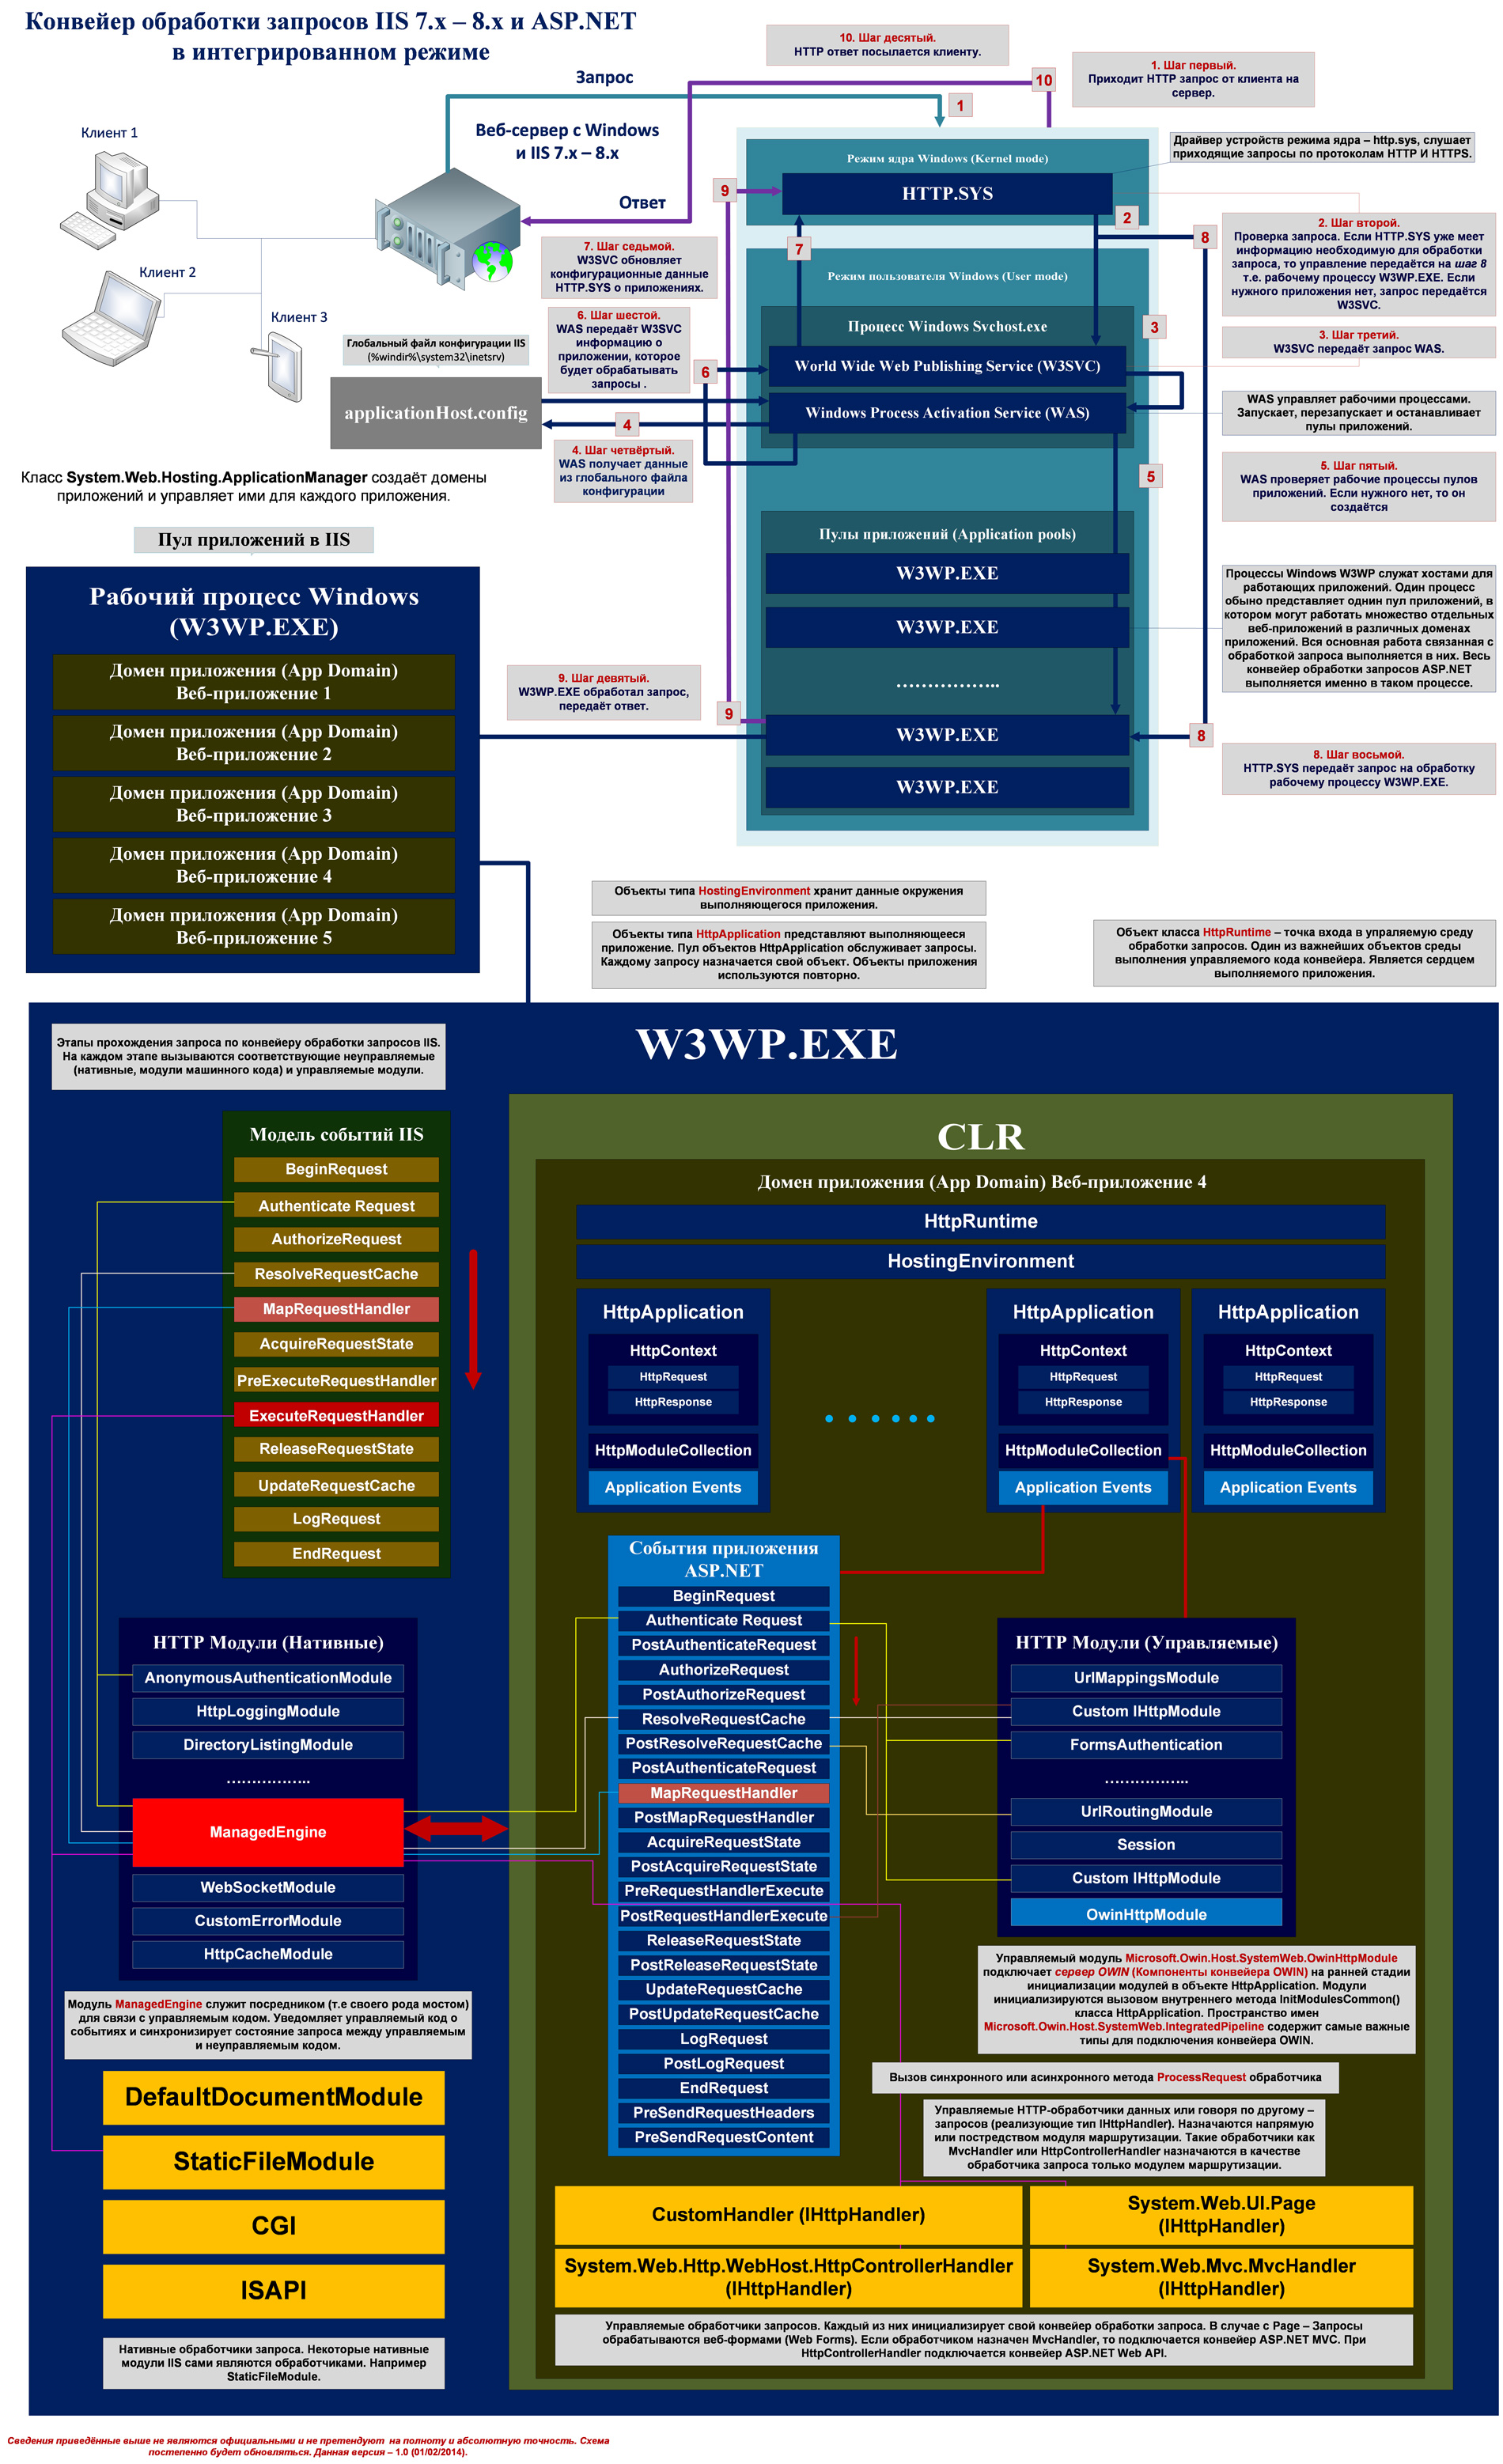 Конвейер обработки запросов IIS 7.x – 8.x и ASP.NET
в интегрированном режиме
10. Шаг десятый.
HTTP ответ посылается клиенту.
1. Шаг первый.
Приходит HTTP запрос от клиента на
сервер.
Запрос
10
1
Клиент 1
Веб-сервер с Windows
и IIS 7.x – 8.x
Режим ядра Windows (Kernel mode)
Драйвер устройств режима ядра – http.sys, слушает
приходящие запросы по протоколам HTTP И HTTPS.
HTTP.SYS
9
Ответ
2
7
8
2. Шаг второй.
Проверка запроса. Если HTTP.SYS уже меет
информацию необходимую для обработки
запроса, то управление передаётся на шаг 8
т.е. рабочему процессу W3WP.EXE. Если
нужного приложения нет, запрос передаётся
W3SVC.
7. Шаг седьмой.
W3SVC обновляет
конфигурационные данные
HTTP.SYS о приложениях.
Режим пользователя Windows (User mode)
Клиент 2
Клиент 3
6. Шаг шестой.
WAS передаёт W3SVC
информацию о
приложении, которое
будет обрабатывать
запросы .
Процесс Windows Svchost.exe
3
3. Шаг третий.
W3SVC передаёт запрос WAS.
Глобальный файл конфигурации IIS
(%windir%\system32\inetsrv)
6
World Wide Web Publishing Service (W3SVC)
applicationHost.config
4
Windows Process Activation Service (WAS)
WAS управляет рабочими процессами.
Запускает, перезапускает и останавливает
пулы приложений.
4. Шаг четвёртый.
WAS получает данные
из глобального файла
конфигурации
5
5. Шаг пятый.
WAS проверяет рабочие процессы пулов
приложений. Если нужного нет, то он
создаётся
Класс System.Web.Hosting.ApplicationManager создаёт домены
приложений и управляет ими для каждого приложения.
Пул приложений в IIS
Пулы приложений (Application pools)
W3WP.EXE
W3WP.EXE
……………..
W3WP.EXE
W3WP.EXE
Процессы Windows W3WP служат хостами для
работающих приложений. Один процесс
обыно представляет однин пул приложений, в
котором могут работать множество отдельных
веб-приложений в различных доменах
приложений. Вся основная работа связанная с
обработкой запроса выполняется в них. Весь
конвейер обработки запросов ASP.NET
выполняется именно в таком процессе.
Рабочий процесс Windows
(W3WP.EXE)
Домен приложения (App Domain)
Веб-приложение 1
Домен приложения (App Domain)
Веб-приложение 2
Домен приложения (App Domain)
Веб-приложение 3
Домен приложения (App Domain)
Веб-приложение 4
Домен приложения (App Domain)
Веб-приложение 5
9. Шаг девятый.
W3WP.EXE обработал запрос,
передаёт ответ.
9
8
8. Шаг восьмой.
HTTP.SYS передаёт запрос на обработку
рабочему процессу W3WP.EXE.
Объекты типа HostingEnvironment хранит данные окружения
выполняющегося приложения.
Объекты типа HttpApplication представляют выполняющееся
приложение. Пул объектов HttpApplication обслуживает запросы.
Каждому запросу назначается свой объект. Объекты приложения
используются повторно.
Объект класса HttpRuntime – точка входа в упраляемую среду
обработки запросов. Один из важнейших объектов среды
выполнения управляемого кода конвейера. Является сердцем
выполняемого приложения.
W3WP.EXE
Этапы прохождения запроса по конвейеру обработки запросов IIS.
На каждом этапе вызываются соответствующие неуправляемые
(нативные, модули машинного кода) и управляемые модули.
Модель событий IIS
BeginRequest
Authenticate Request
AuthorizeRequest
ResolveRequestCache
MapRequestHandler
AcquireRequestState
PreExecuteRequestHandler
ExecuteRequestHandler
ReleaseRequestState
UpdateRequestCache
LogRequest
EndRequest
CLR
Домен приложения (App Domain) Веб-приложение 4
HttpRuntime
HostingEnvironment
HttpApplication
HttpContext
HttpRequest
HttpResponse
HttpModuleCollection
Application Events
HttpApplication
HttpContext
HttpRequest
HttpResponse
HttpModuleCollection
Application Events
HttpApplication
HttpContext
HttpRequest
HttpResponse
HttpModuleCollection
Application Events
HTTP Модули (Нативные)
AnonymousAuthenticationModule
HttpLoggingModule
DirectoryListingModule
……………..
ManagedEngine
WebSocketModule
CustomErrorModule
HttpCacheModule
События приложения
ASP.NET
BeginRequest
Authenticate Request
PostAuthenticateRequest
AuthorizeRequest
PostAuthorizeRequest
ResolveRequestCache
PostResolveRequestCache
PostAuthenticateRequest
MapRequestHandler
PostMapRequestHandler
AcquireRequestState
PostAcquireRequestState
PreRequestHandlerExecute
PostRequestHandlerExecute
ReleaseRequestState
PostReleaseRequestState
UpdateRequestCache
PostUpdateRequestCache
LogRequest
PostLogRequest
EndRequest
PreSendRequestHeaders
PreSendRequestContent
HTTP Модули (Управляемые)
UrlMappingsModule
Custom IHttpModule
FormsAuthentication
……………..
UrlRoutingModule
Session
Custom IHttpModule
OwinHttpModule
Управляемый модуль Microsoft.Owin.Host.SystemWeb.OwinHttpModule
подключает сервер OWIN (Компоненты конвейера OWIN) на ранней стадии
инициализации модулей в объекте HttpApplication. Модули
инициализируются вызовом внутреннего метода InitModulesCommon()
класса HttpApplication. Пространство имен
Microsoft.Owin.Host.SystemWeb.IntegratedPipeline содержит самые важные
типы для подключения конвейера OWIN.
Модуль ManagedEngine служит посредником (т.е своего рода мостом)
для связи с управляемым кодом. Уведомляет управляемый код о
событиях и синхронизирует состояние запроса между управляемым
и неуправляемым кодом.
Вызов синхронного или асинхронного метода ProcessRequest обработчика
Управляемые HTTP-обработчики данных или говоря по другому –
запросов (реализующие тип IHttpHandler). Назначаются напрямую
или постредством модуля маршрутизации. Такие обработчики как
MvcHandler или HttpControllerHandler назначаются в качестве
обработчика запроса только модулем маршрутизации.
DefaultDocumentModule
StaticFileModule
CGI
ISAPI
CustomHandler (IHttpHandler)
System.Web.UI.Page
(IHttpHandler)
System.Web.Http.WebHost.HttpControllerHandler
(IHttpHandler)
System.Web.Mvc.MvcHandler
(IHttpHandler)
Управляемые обработчики запросов. Каждый из них инициализирует свой конвейер обработки запроса. В случае с Page – Запросы
обрабатываются веб-формами (Web Forms). Если обработчиком назначен MvcHandler, то подключается конвейер ASP.NET MVC. При
HttpControllerHandler подключается конвейер ASP.NET Web API.
Нативные обработчики запроса. Некоторые нативные
модули IIS сами являются обработчиками. Например
StaticFileModule.
Сведения приведённые выше не являются официальными и не претендуют на полноту и абсолютную точность. Схема
постепенно будет обновляться. Данная версия – 1.0 (01/02/2014).